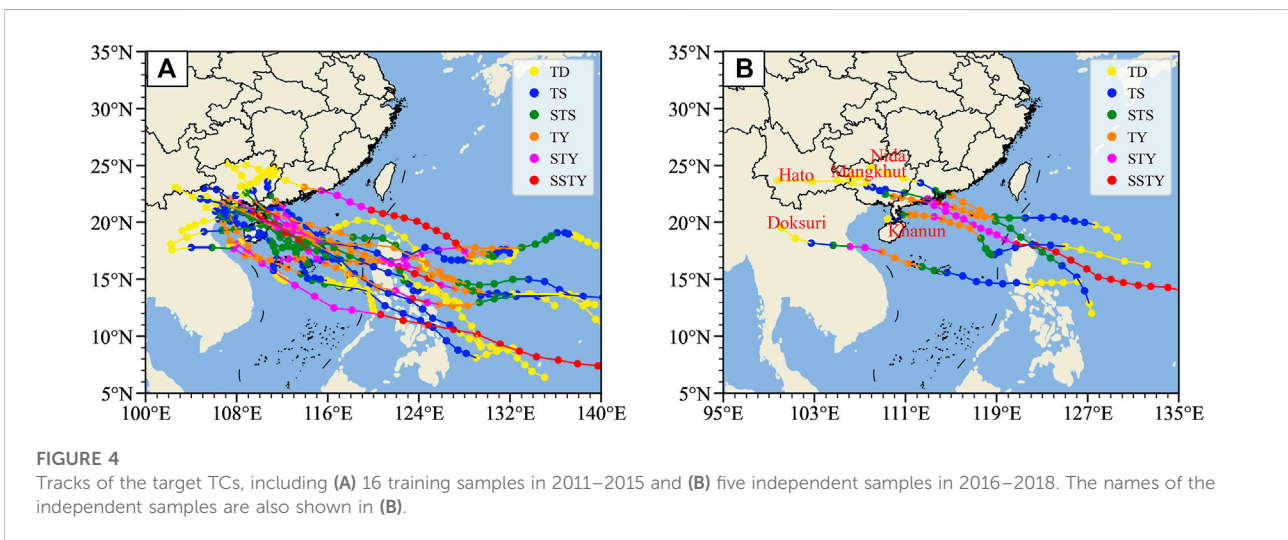 35°N
30°N
25°N
20°N
15°N
10°N
5°N
100°E 108°E 116°E 124°E 132°E 140°E
A
TD
TS
STS
TY
STY
SSTY
35°N
30°N
25°N
20°N
15°N
10°N
5°N
95°E 103°E 111°E 119°E 127°E 135°E
B
TD
TS
STS
TY
STY
SSTY
Nida
Hato Mangkhut
Doksuri Khanun
FIGURE 4
Tracks of the target TCs, including (A) 16 training samples in 2011–2015 and (B) five independent samples in 2016–2018. The names of the
independent samples are also shown in (B).